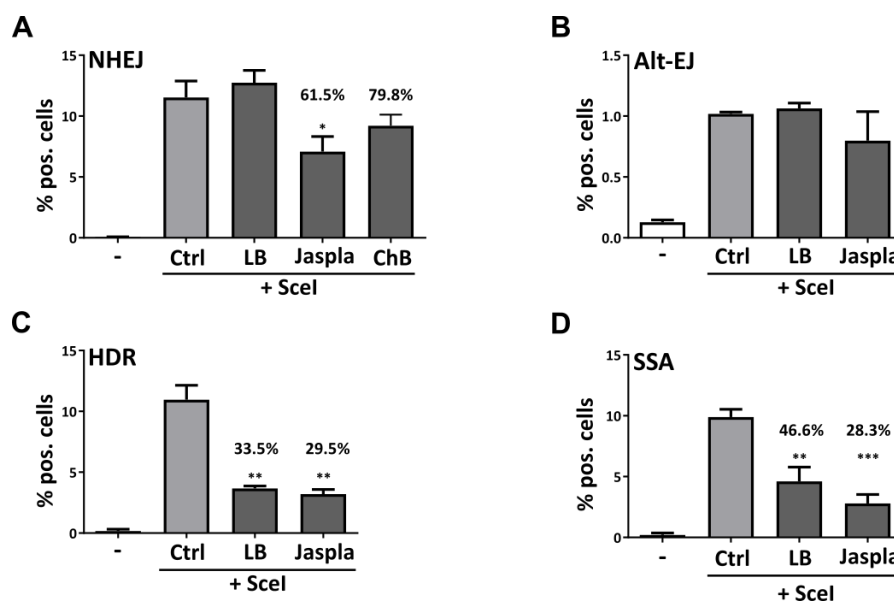 A
NHEJ
% pos. cells
15
10
5
0
61.5% 79.8%
*
- Ctrl LB Jaspla ChB
+ SceI
B
Alt-EJ
% pos. cells
1.5
1.0
0.5
0.0
- Ctrl LB Jaspla
+ SceI
C
HDR
% pos. cells
15
10
5
0
33.5% 29.5%
** **
- Ctrl LB Jaspla
+ SceI
D
SSA
% pos. cells
15
10
5
0
46.6% 28.3%
** ***
- Ctrl LB Jaspla
+ SceI